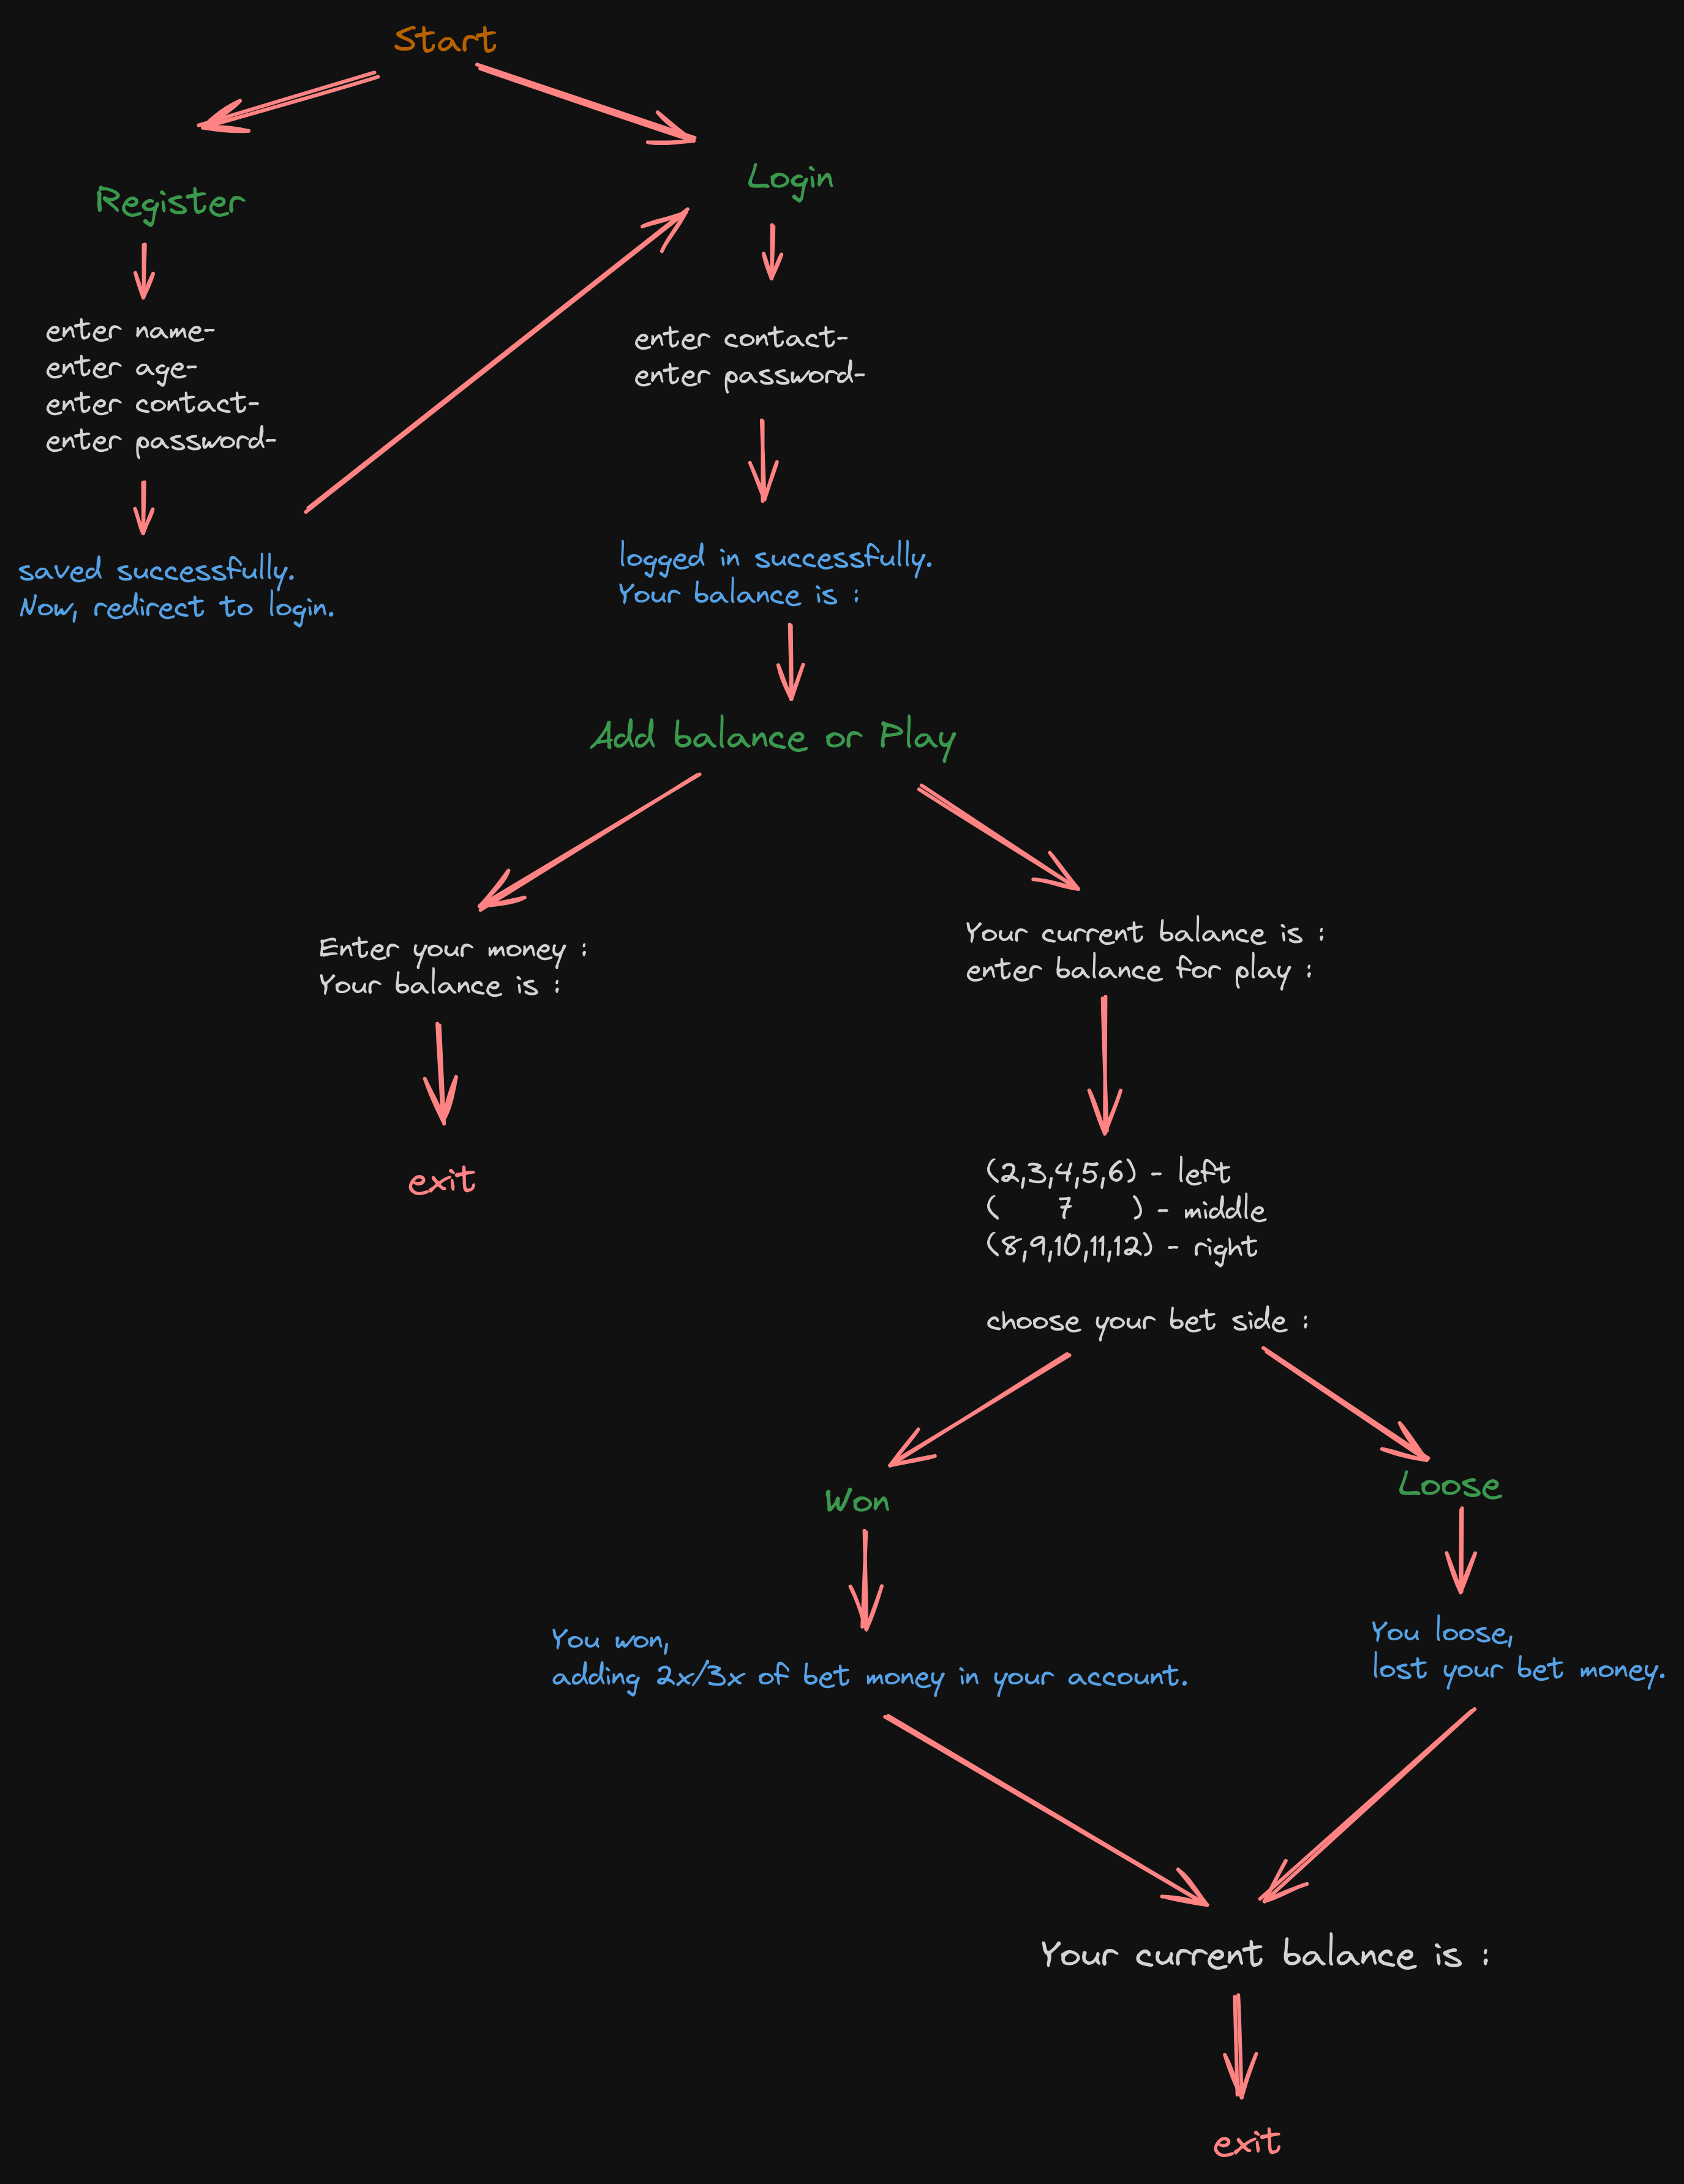 Start
Register
Login
enter name-
enter age-
enter contact-
enter password-
enter contact-
enter password-
saved successfully.
Now, redirect to login.
logged in successfully.
Your balance is :
Add balance or Play
Enter your money :
Your balance is :
exit
Your current balance is :
enter balance for play :
(2,3,4,5,6) - left
( 7 ) - middle
(8,9,10,11,12) - right
choose your bet side :
Won
Loose
You won,
adding 2x/3x of bet money in your account.
You loose,
lost your bet money.
Your current balance is :
exit